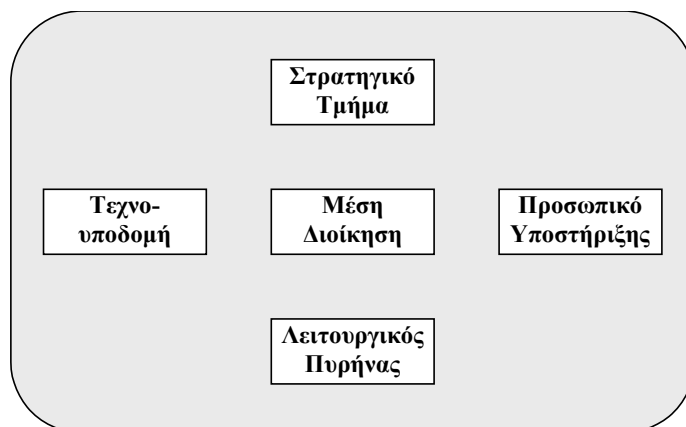 Στρατηγικό
Τμήμα
Τεχνο-
υποδομή
Μέση
Διοίκηση
Προσωπικό
Υποστήριξης
Λειτουργικός
Πυρήνας